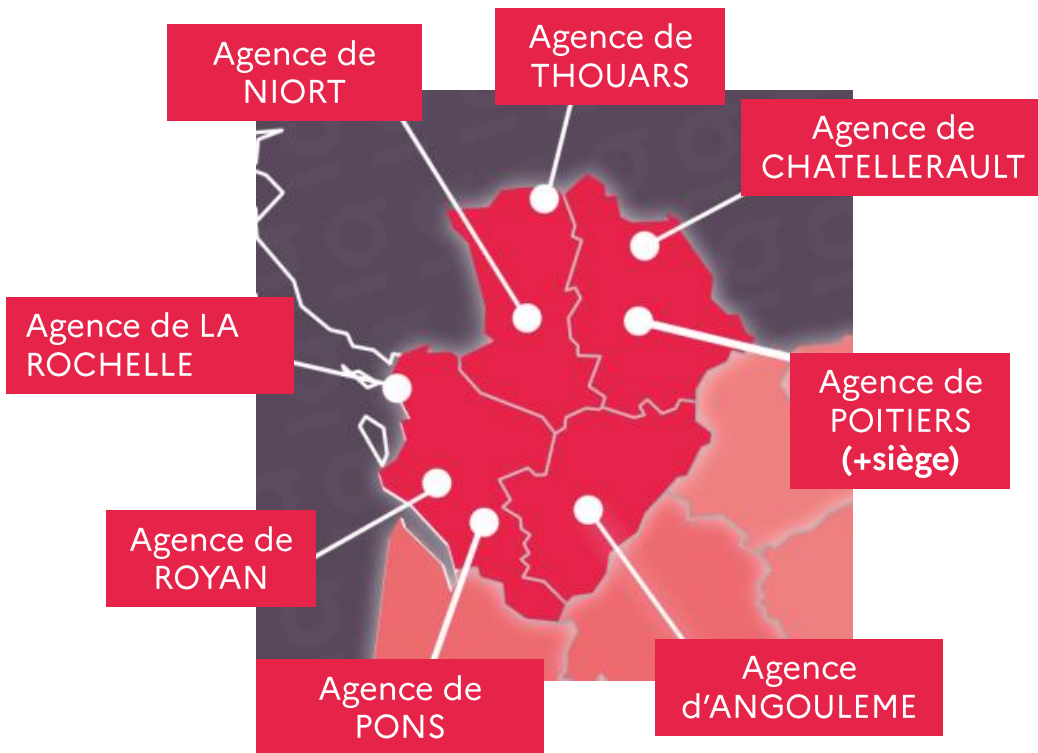 Agence de
NIORT
Agence de
THOUARS
Agence de
CHATELLERAULT
Agence de LA
ROCHELLE
Agence de
POITIERS
(+siège)
Agence de
ROYAN
Agence de
PONS
Agence
d'ANGOULEME